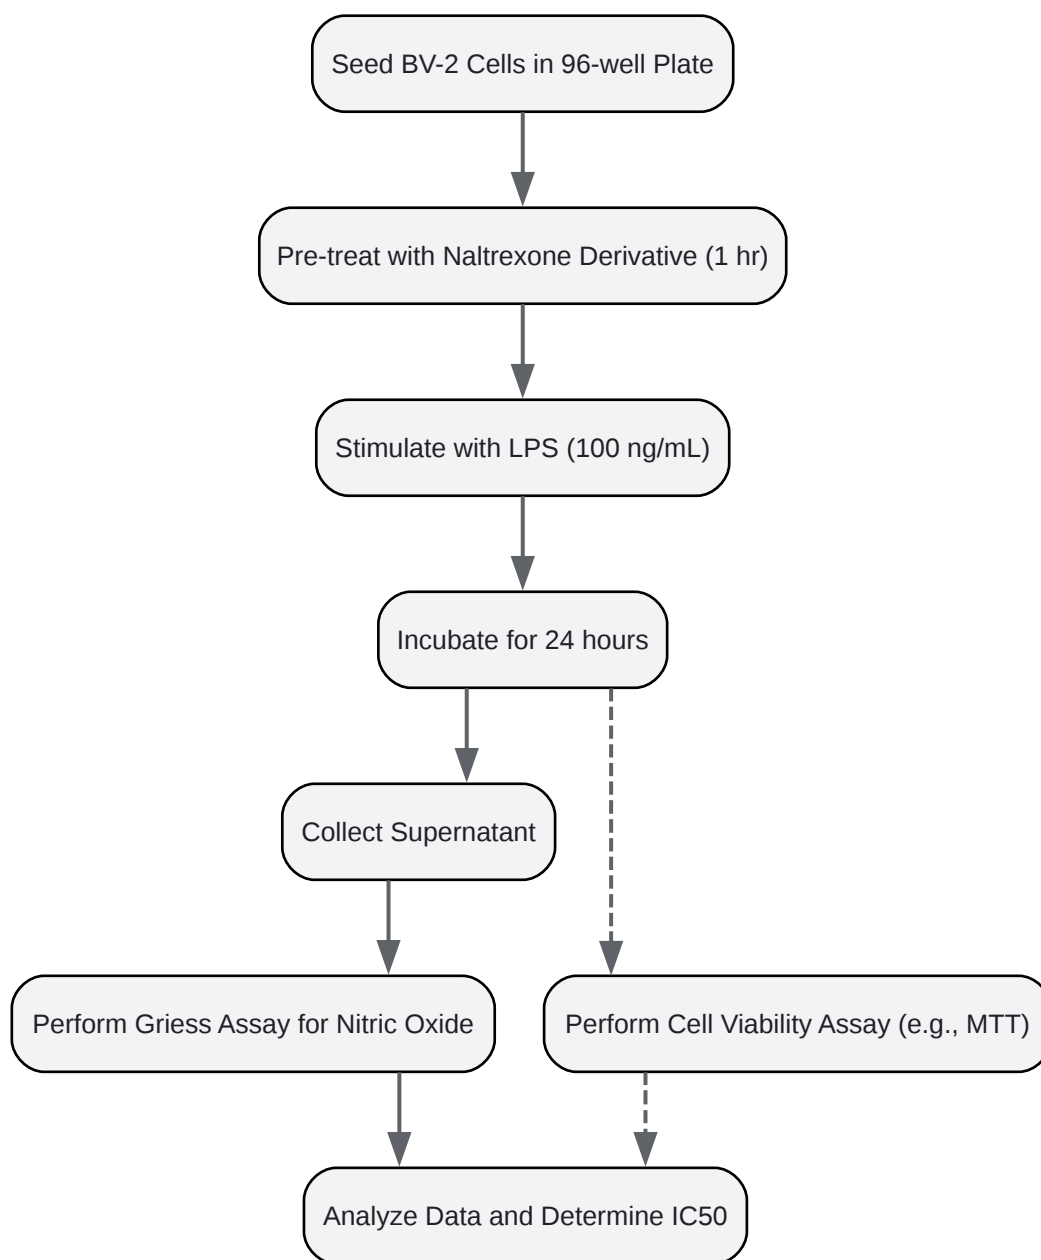 Seed BV-2 Cells in 96-well Plate
Pre-treat with Naltrexone Derivative (1 hr)
Stimulate with LPS (100 ng/mL)
Incubate for 24 hours
Collect Supernatant
Perform Griess Assay for Nitric Oxide
Perform Cell Viability Assay (e.g., MTT)
Analyze Data and Determine IC50